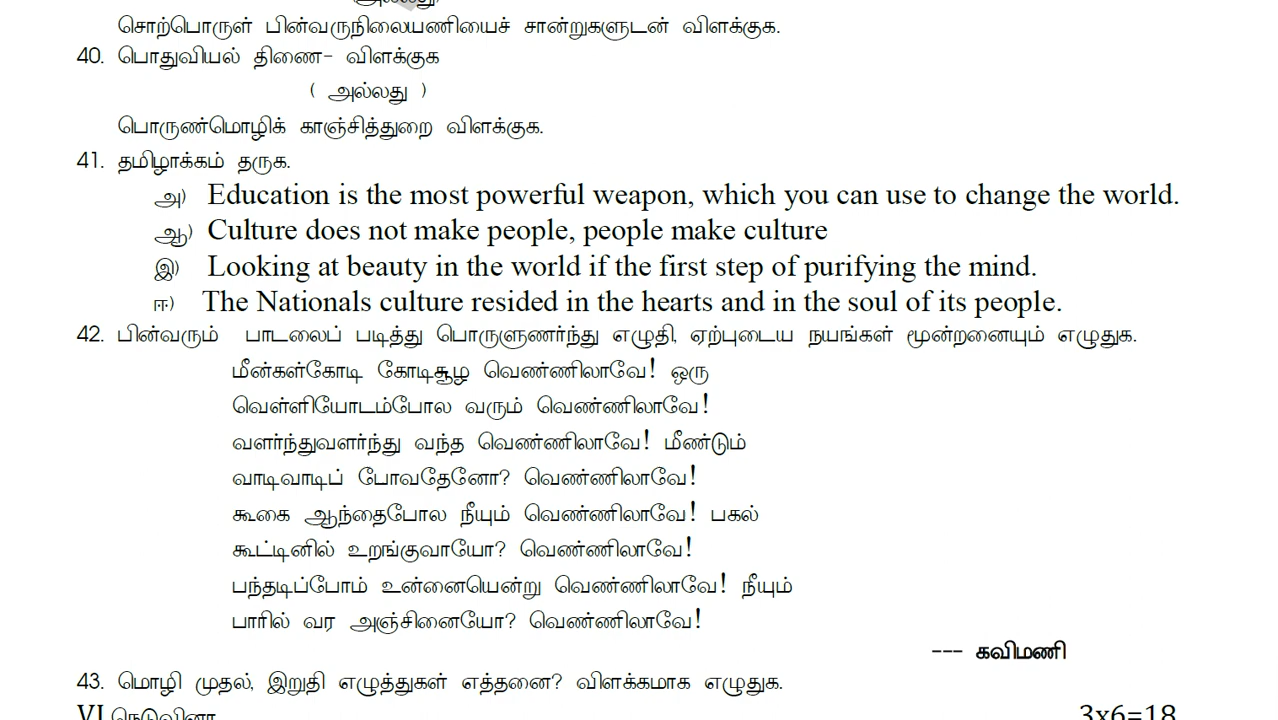 (அல்லது)
சொற்பொருள் பின்வருநிலையணியைச் சான்றுகளுடன் விளக்குக.
40. பொதுவியல் திணை- விளக்குக
( அல்லது )
பொருண்மொழிக் காஞ்சித்துறை விளக்குக.
41. தமிழாக்கம் தருக.
அ) Education is the most powerful weapon, which you can use to change the world.
ஆ) Culture does not make people, people make culture
இ) Looking at beauty in the world if the first step of purifying the mind.
ஈ) The Nationals culture resided in the hearts and in the soul of its people.
42. பின்வரும் பாடலைப் படித்து பொருளுணர்ந்து எழுதி, ஏற்புடைய நயங்கள் மூன்றனையும் எழுதுக.
மீன்கள்கோடி கோடிசூழ வெண்ணிலாவே! ஒரு
வெள்ளியோடம்போல வரும் வெண்ணிலாவே!
வளர்ந்துவளர்ந்து வந்த வெண்ணிலாவே! மீண்டும்
வாடிவாடிப் போவதேனோ? வெண்ணிலாவே!
கூகை ஆந்தைபோல நீயும் வெண்ணிலாவே! பகல்
கூட்டினில் உறங்குவாயோ? வெண்ணிலாவே!
பந்தடிப்போம் உன்னையென்று வெண்ணிலாவே! நீயும்
பாரில் வர அஞ்சினையோ? வெண்ணிலாவே!
--- கவிமணி
43. மொழி முதல், இறுதி எழுத்துகள் எத்தனை? விளக்கமாக எழுதுக.
VI நெடுவினா 3x6=18